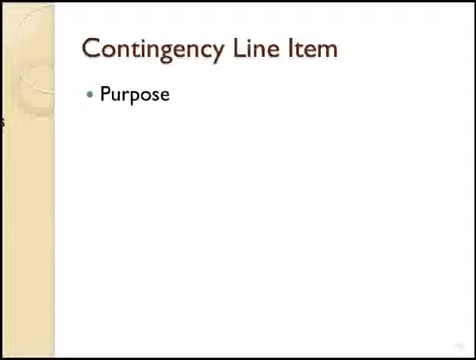 Contingency Line Item
• Purpose
s